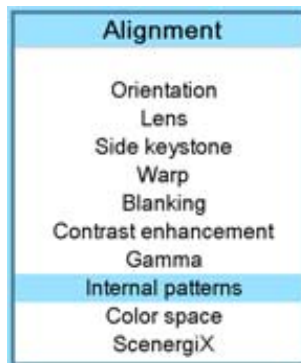 Alignment
Orientation
Lens
Side keystone
Warp
Blanking
Contrast enhancement
Gamma
Internal patterns
Color space
ScenergiX